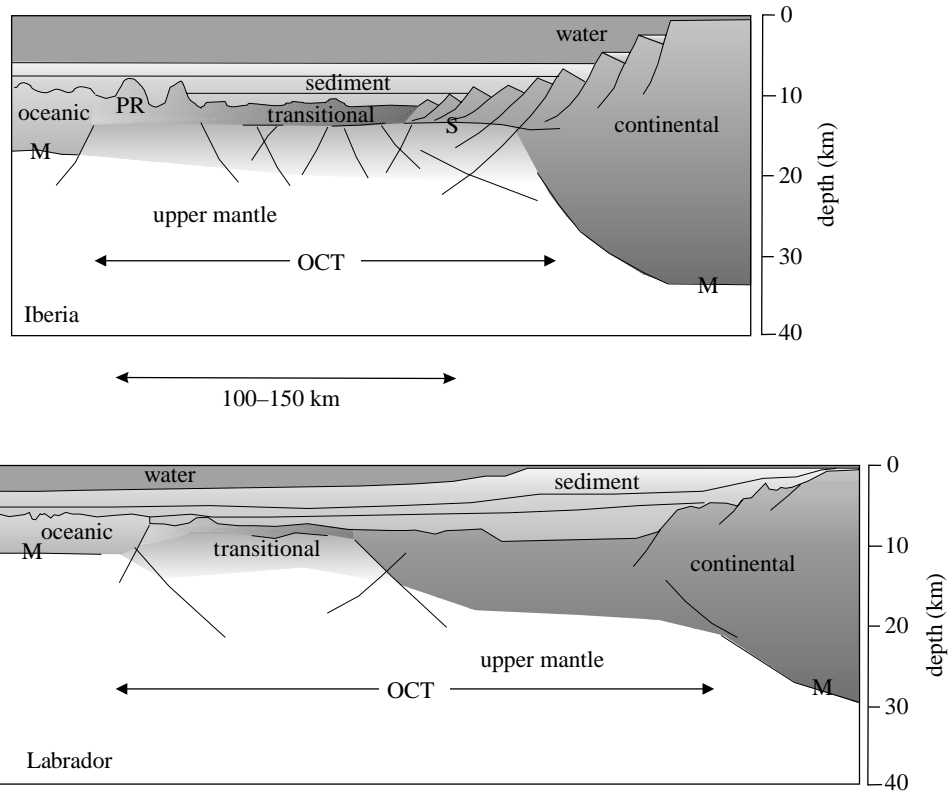 0
water
sediment
10
oceanic
PR
transitional
S
continental
M
20
depth (km)
upper mantle
OCT
30
M
Iberia
40
100–150 km
0
water
sediment
oceanic
M
transitional
10
continental
depth (km)
20
upper mantle
OCT
M
30
Labrador
40